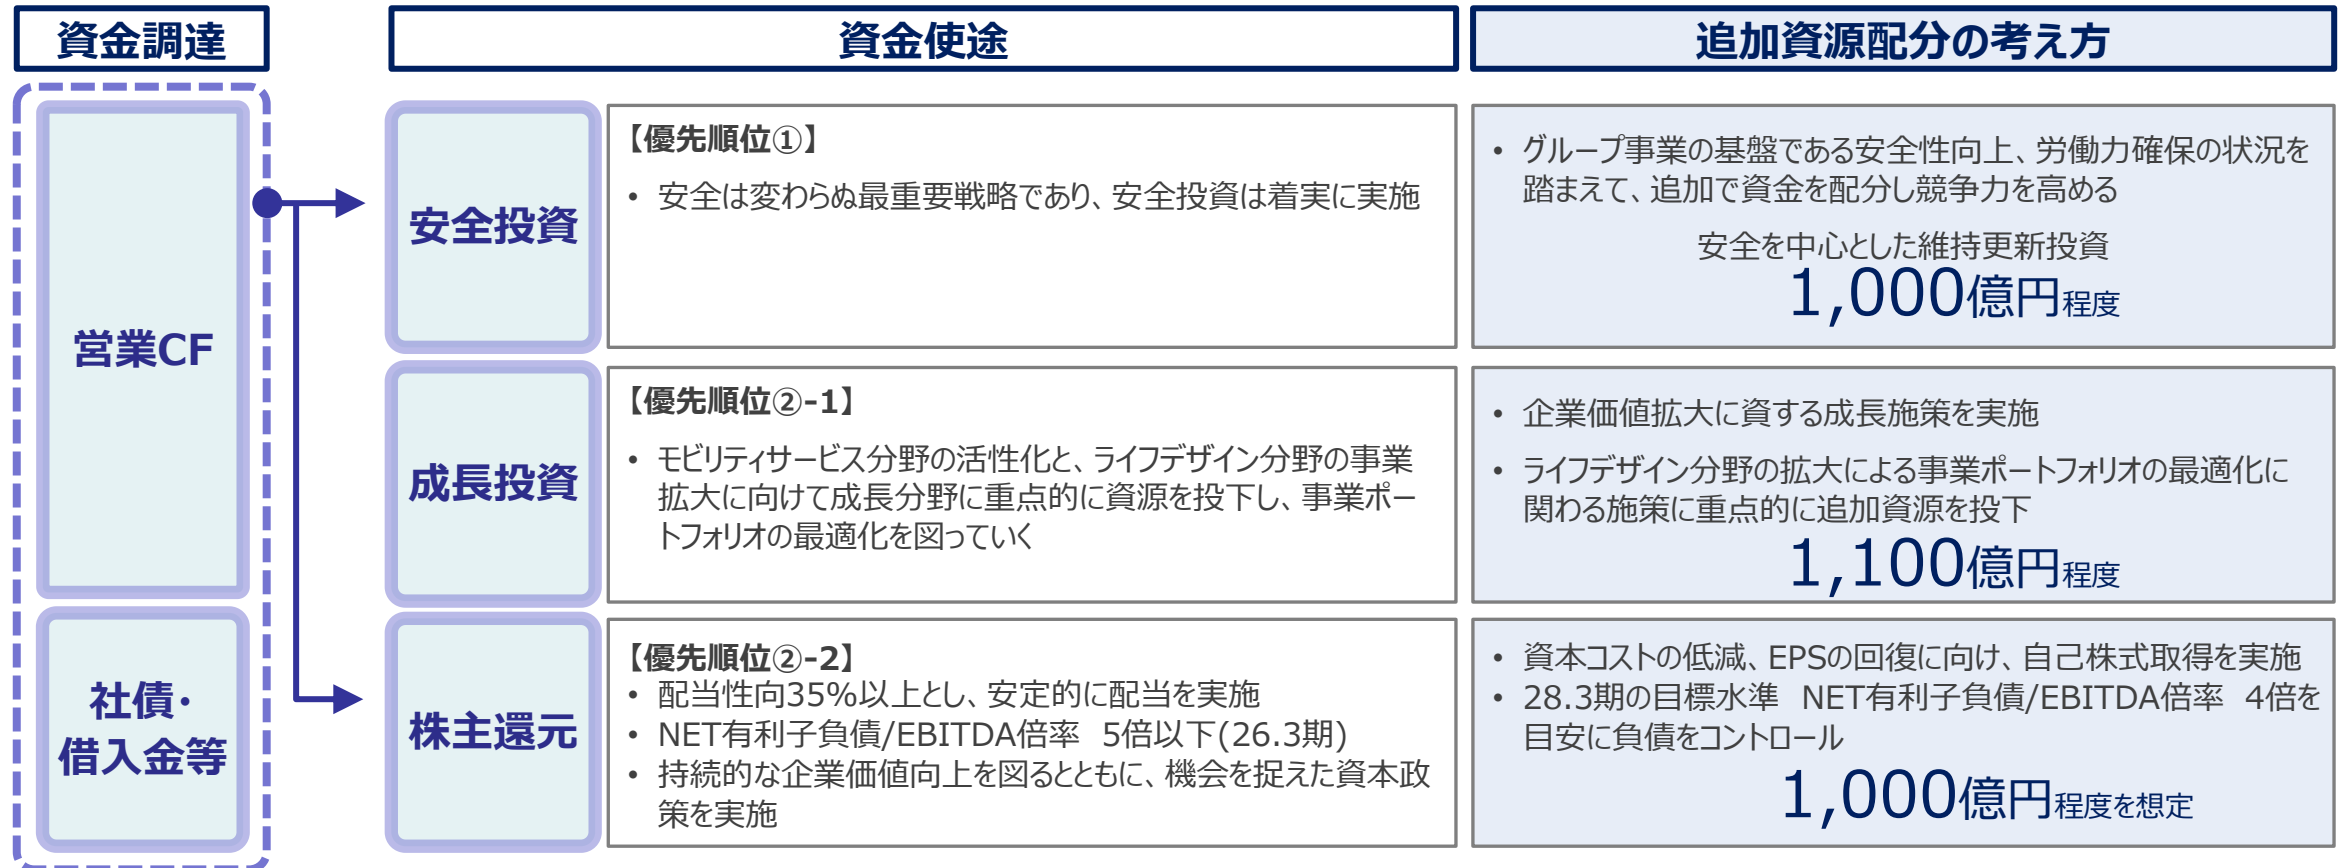 資金調達
資金使途
追加資源配分の考え方
営業CF
社債・
借入金等
安全投資
【優先順位①】
• 安全は変わらぬ最重要戦略であり、安全投資は着実に実施
• グループ事業の基盤である安全性向上、労働力確保の状況を
踏まえて、追加で資金を配分し競争力を高める
安全を中心とした維持更新投資
1,000億円程度
成長投資
【優先順位②-1】
• モビリティサービス分野の活性化と、ライフデザイン分野の事業
拡大に向けて成長分野に重点的に資源を投下し、事業ポー
トフォリオの最適化を図っていく
• 企業価値拡大に資する成長施策を実施
• ライフデザイン分野の拡大による事業ポートフォリオの最適化に
関わる施策に重点的に追加資源を投下
1,100億円程度
株主還元
【優先順位②-2】
• 配当性向35%以上とし、安定的に配当を実施
• NET有利子負債/EBITDA倍率 5倍以下(26.3期)
• 持続的な企業価値向上を図るとともに、機会を捉えた資本政
策を実施
• 資本コストの低減、EPSの回復に向け、自己株式取得を実施
• 28.3期の目標水準 NET有利子負債/EBITDA倍率 4倍を
目安に負債をコントロール
1,000億円程度を想定